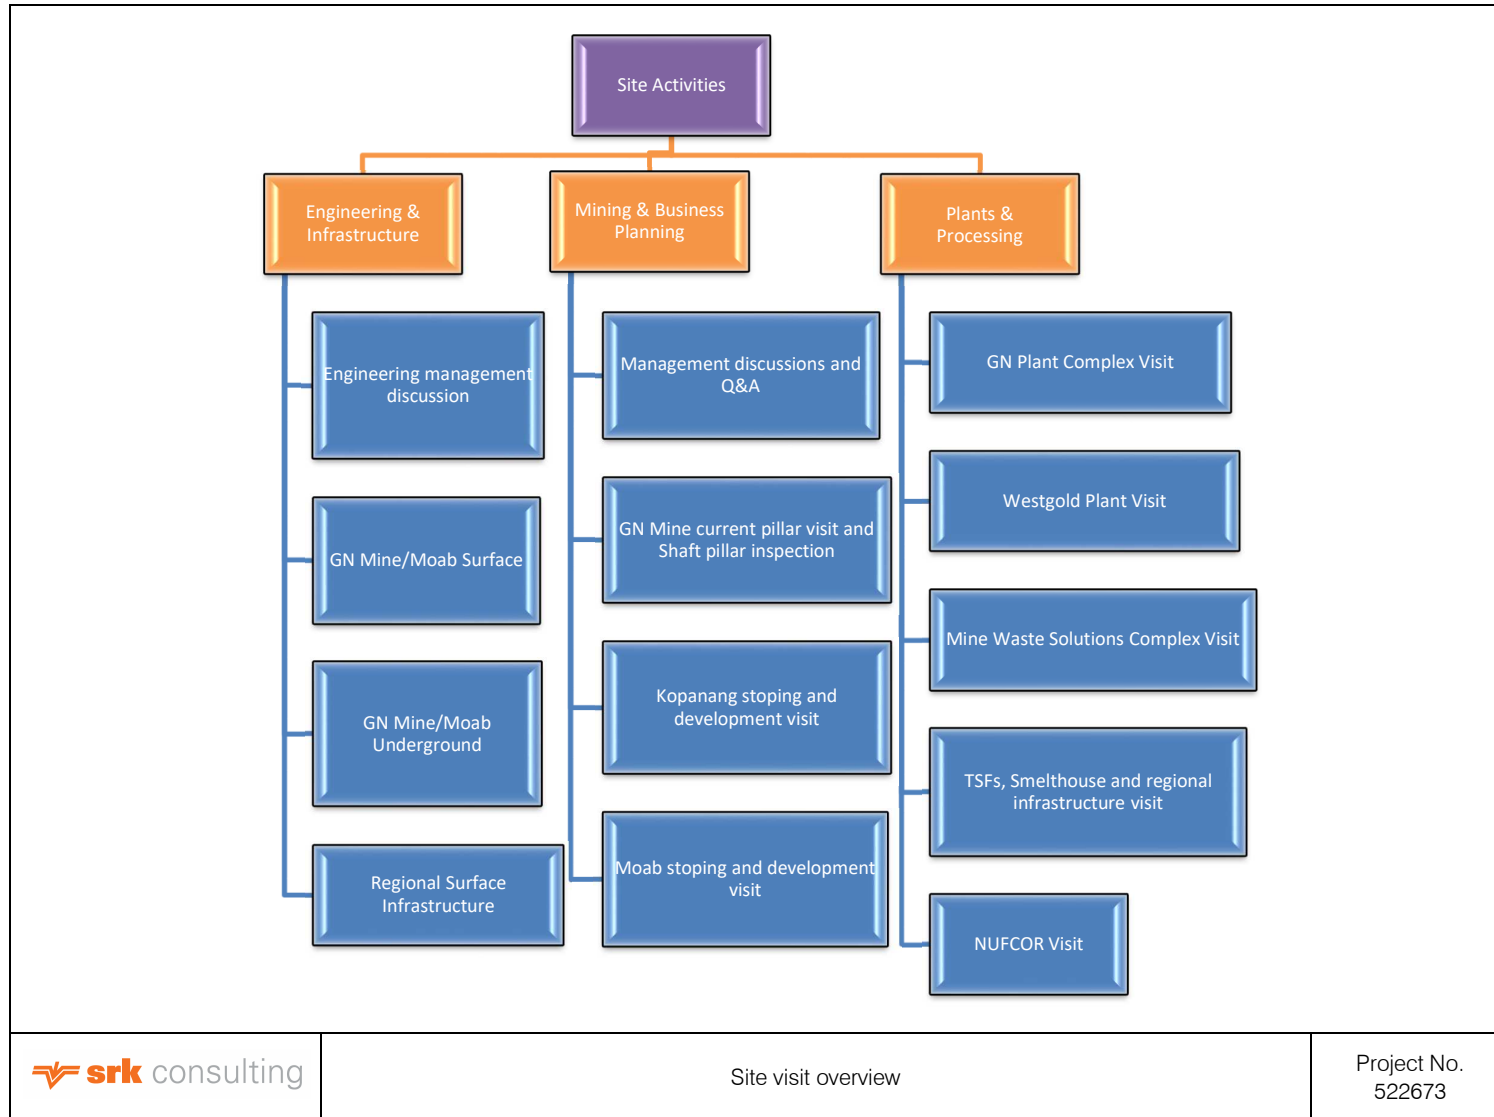 Site Activities
Engineering &
Infrastructure
Mining & Business
Planning
Plants &
Processing
Engineering management
discussion
GN Mine/Moab Surface
GN Mine/Moab
Underground
Regional Surface
Infrastructure
Management discussions and
Q&A
GN Mine current pillar visit and
Shaft pillar inspection
Kopanang stoping and
development visit
Moab stoping and development
visit
GN Plant Complex Visit
Westgold Plant Visit
Mine Waste Solutions Complex Visit
TSFs, Smelthouse and regional
infrastructure visit
NUFCOR Visit
srk consulting
Site visit overview
Project No.
522673